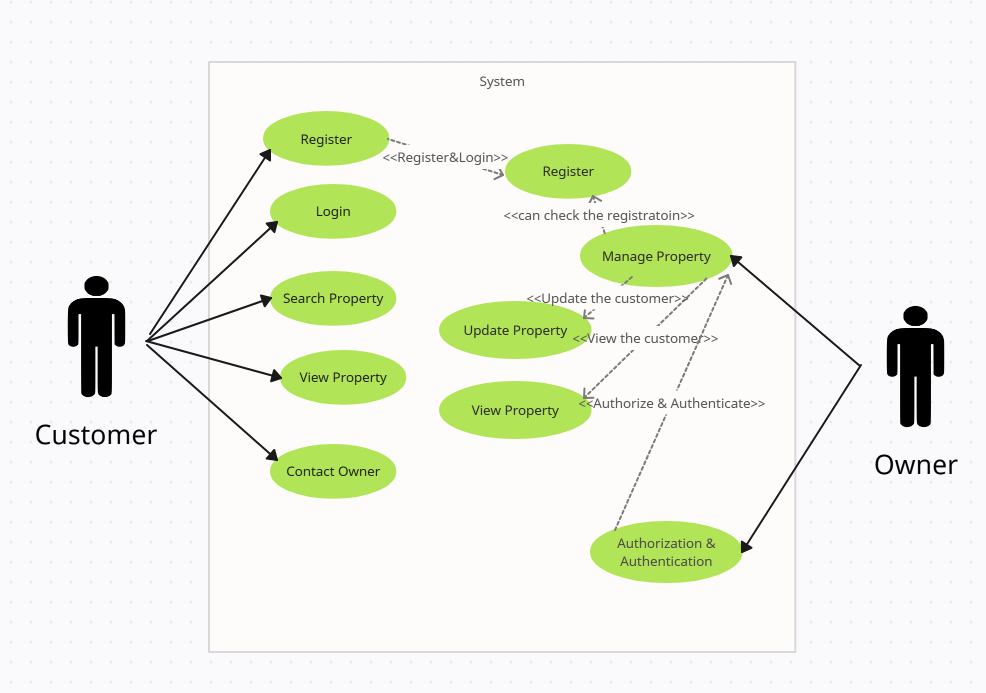 System
Register
<<Register&Login>>
Register
Login
<<can check the registratoin>>
Manage Property
Search Property
<<Update the customer>>
Update Property
<<View the customer>>
View Property
View Property
<<Authorize & Authenticate>>
Customer
Owner
Contact Owner
Authorization &
Authentication